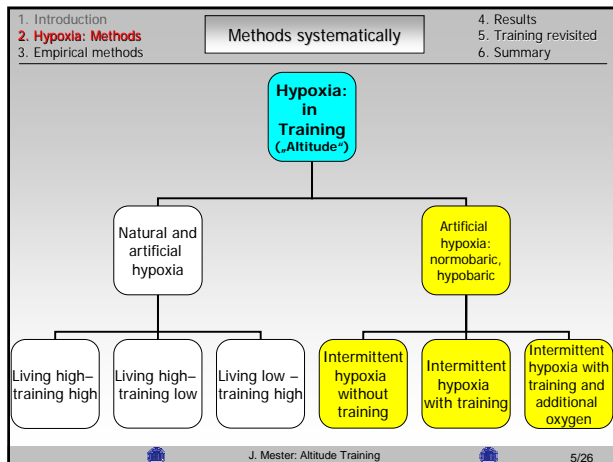 1. Introduction
2. Hypoxia: Methods
3. Empirical methods
Methods systematically
4. Results
5. Training revisited
6. Summary
Hypoxia:
in
Training
(„Altitude“)
Natural and
artificial
hypoxia
Artificial
hypoxia:
normobaric,
hypobaric
Living high–
training high
Living high–
training low
Living low –
training high
Intermittent
hypoxia
without
training
Intermittent
hypoxia
with training
Intermittent
hypoxia with
training and
additional
oxygen
J. Mester: Altitude Training
5/26